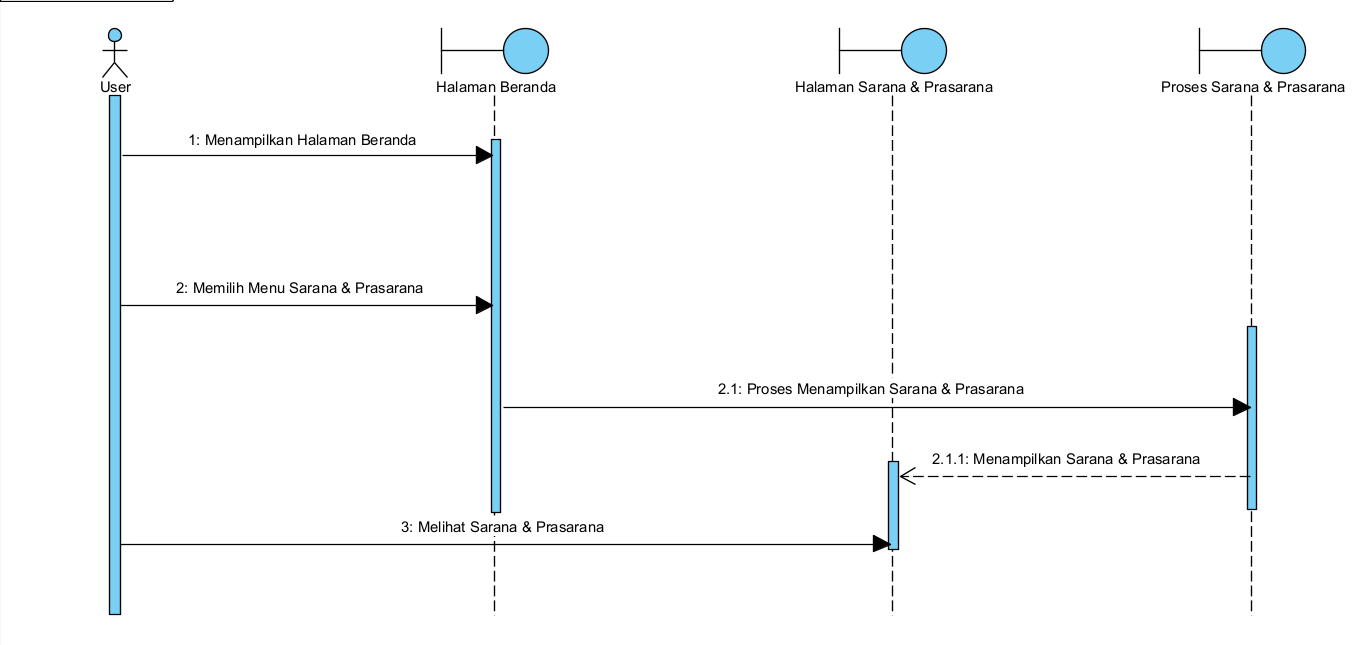 User
Halaman Beranda
Halaman Sarana & Prasarana
Proses Sarana & Prasarana
1: Menampilkan Halaman Beranda
2: Memilih Menu Sarana & Prasarana
2.1: Proses Menampilkan Sarana & Prasarana
2.1.1: Menampilkan Sarana & Prasarana
3: Melihat Sarana & Prasarana